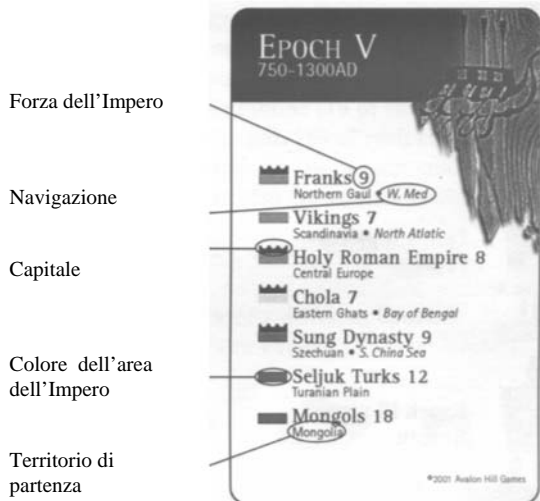 Forza dell'Impero
Navigazione
Capitale
Colore dell'area
dell'Impero
Territorio di
partenza
EPOCH V
750-1300AD
Franks 9
Northern Gaul • W. Med
Vikings 7
Scandinavia • North Atlatic
Holy Roman Empire 8
Central Europe
Chola 7
Eastern Ghats • Bay of Bengal
Sung Dynasty 9
Szechuan • S. China Sea
Seljuk Turks 12
Turanian Plain
Mongols 18
Mongolia
©2001 Avalon Hill Games